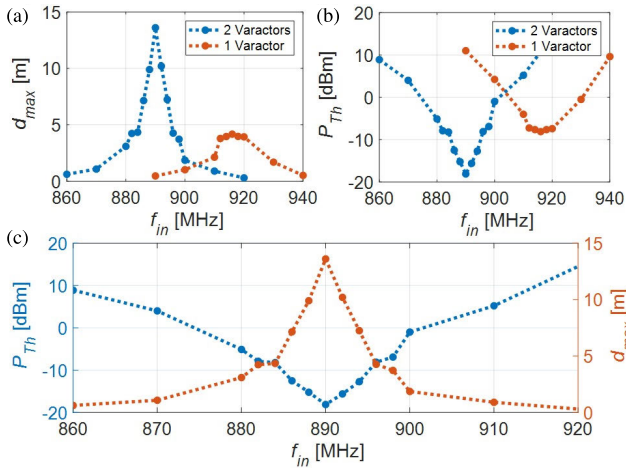 (a)
15
10
5
0
d_max [m]
2 Varactors
1 Varactor
860 880 900 920 940
f_in [MHz]
(b)
20
10
0
-10
-20
P_Th [dBm]
2 Varactors
1 Varactor
860 880 900 920 940
f_in [MHz]
(c)
20
10
0
-10
-20
P_Th [dBm]
15
10
5
0
d_max [m]
860 870 880 890 900 910 920
f_in [MHz]